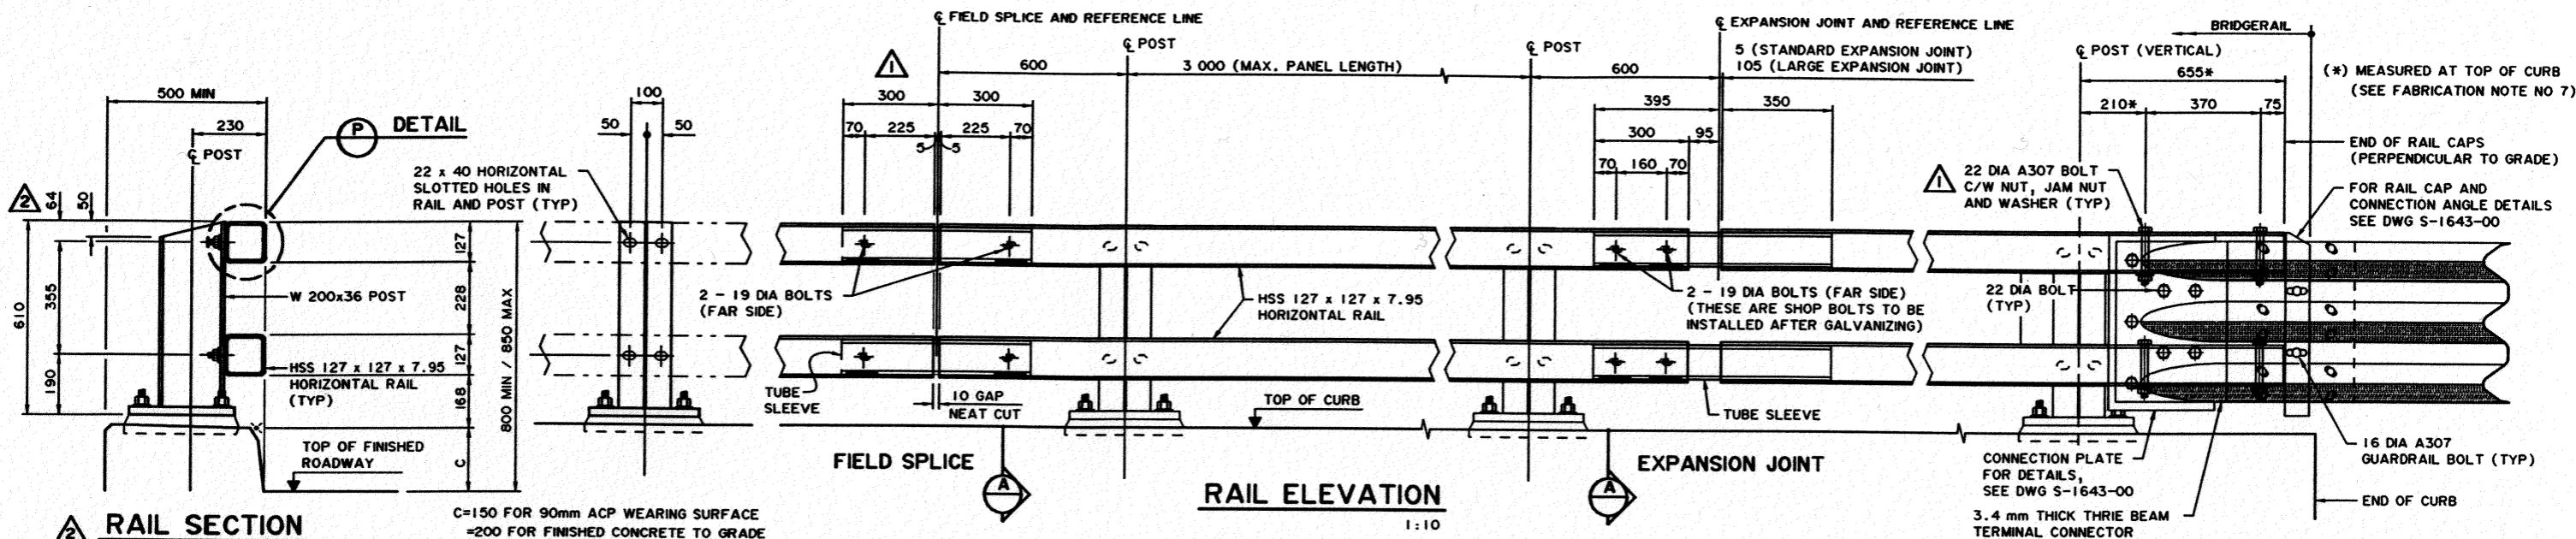 500 MIN
230
℄ POST
P
DETAIL
2
64
50
610
355
190
127
228
127
168
C
800 MIN / 850 MAX
W 200x36 POST
HSS 127 x 127 x 7.95
HORIZONTAL RAIL
(TYP)
TOP OF FINISHED
ROADWAY
2
RAIL SECTION
C=150 FOR 90mm ACP WEARING SURFACE
=200 FOR FINISHED CONCRETE TO GRADE
100
50
50
22 x 40 HORIZONTAL
SLOTTED HOLES IN
RAIL AND POST (TYP)
℄ FIELD SPLICE AND REFERENCE LINE
1
600
℄ POST
3 000 (MAX. PANEL LENGTH)
300
300
70
225
225
70
5
5
2 - 19 DIA BOLTS
(FAR SIDE)
TUBE
SLEEVE
10 GAP
NEAT CUT
FIELD SPLICE
A
HSS 127 x 127 x 7.95
HORIZONTAL RAIL
TOP OF CURB
RAIL ELEVATION
1:10
℄ POST
600
℄ EXPANSION JOINT AND REFERENCE LINE
5 (STANDARD EXPANSION JOINT)
105 (LARGE EXPANSION JOINT)
395
350
300
95
70
160
70
2 - 19 DIA BOLTS (FAR SIDE)
(THESE ARE SHOP BOLTS TO BE
INSTALLED AFTER GALVANIZING)
TUBE SLEEVE
A
EXPANSION JOINT
BRIDGERAIL
℄ POST (VERTICAL)
655*
210*
370
75
(*) MEASURED AT TOP OF CURB
(SEE FABRICATION NOTE NO 7)
END OF RAIL CAPS
(PERPENDICULAR TO GRADE)
1
22 DIA A307 BOLT
C/W NUT, JAM NUT
AND WASHER (TYP)
FOR RAIL CAP AND
CONNECTION ANGLE DETAILS
SEE DWG S-1643-00
22 DIA BOLT
(TYP)
16 DIA A307
GUARDRAIL BOLT (TYP)
CONNECTION PLATE
FOR DETAILS,
SEE DWG S-1643-00
END OF CURB
3.4 mm THICK THRIE BEAM
TERMINAL CONNECTOR